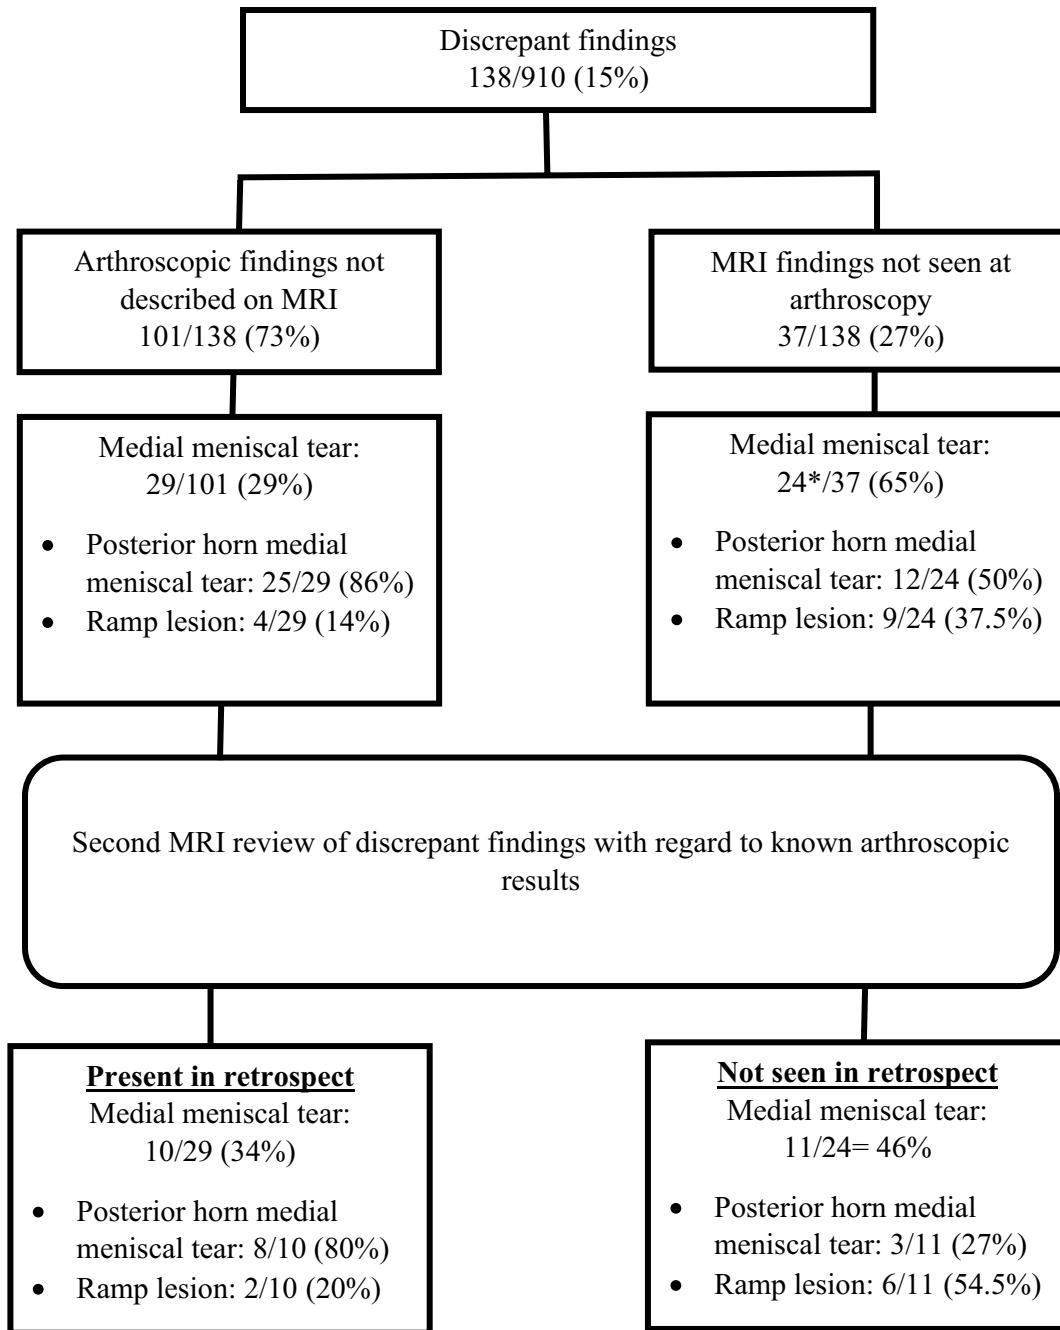 Discrepant findings
138/910 (15%)
Arthroscopic findings not
described on MRI
101/138 (73%)
MRI findings not seen at
arthroscopy
37/138 (27%)
Medial meniscal tear:
29/101 (29%)
• Posterior horn medial
meniscal tear: 25/29 (86%)
• Ramp lesion: 4/29 (14%)
Medial meniscal tear:
24*/37 (65%)
• Posterior horn medial
meniscal tear: 12/24 (50%)
• Ramp lesion: 9/24 (37.5%)
Second MRI review of discrepant findings with regard to known arthroscopic
results
Present in retrospect
Medial meniscal tear:
10/29 (34%)
• Posterior horn medial
meniscal tear: 8/10 (80%)
• Ramp lesion: 2/10 (20%)
Not seen in retrospect
Medial meniscal tear:
11/24= 46%
• Posterior horn medial
meniscal tear: 3/11 (27%)
• Ramp lesion: 6/11 (54.5%)